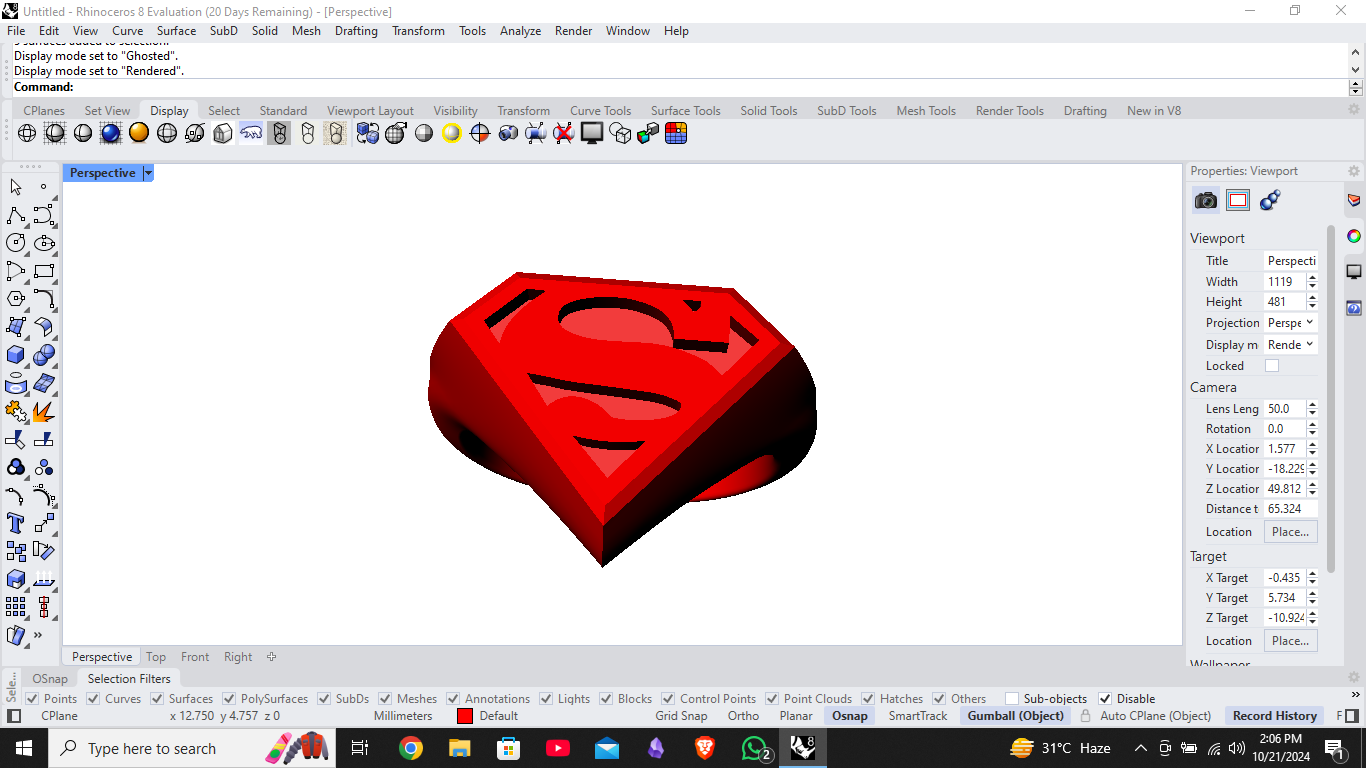 Untitled - Rhinoceros 8 Evaluation (20 Days Remaining) - [Perspective]
File Edit View Curve Surface SubD Solid Mesh Drafting Transform Tools Analyze Render Window Help
Display mode set to "Ghosted".
Display mode set to "Rendered".
Command:
CPlanes Set View Display Select Standard Viewport Layout Visibility Transform Curve Tools Surface Tools Solid Tools SubD Tools Mesh Tools Render Tools Drafting New in V8
Perspective
Properties: Viewport
Viewport
Title Perspecti
Width 1119
Height 481
Projection Perspe
Display m Rende
Locked
Camera
Lens Leng 50.0
Rotation 0.0
X Locatior 1.577
Y Locatior -18.229
Z Locatior 49.812
Distance t 65.324
Location Place...
Target
X Target -0.435
Y Target 5.734
Z Target -10.924
Location Place...
Wallpaper
Perspective Top Front Right
Sele...
OSnap Selection Filters
Points Curves Surfaces PolySurfaces SubDs Meshes Annotations Lights Blocks Control Points Point Clouds Hatches Others Sub-objects Disable
CPlane x 12.750 y 4.757 z 0 Millimeters Default Grid Snap Ortho Planar Osnap SmartTrack Gumball (Object) Auto CPlane (Object) Record History F
Type here to search
2
8
31°C Haze
2:06 PM
10/21/2024
1